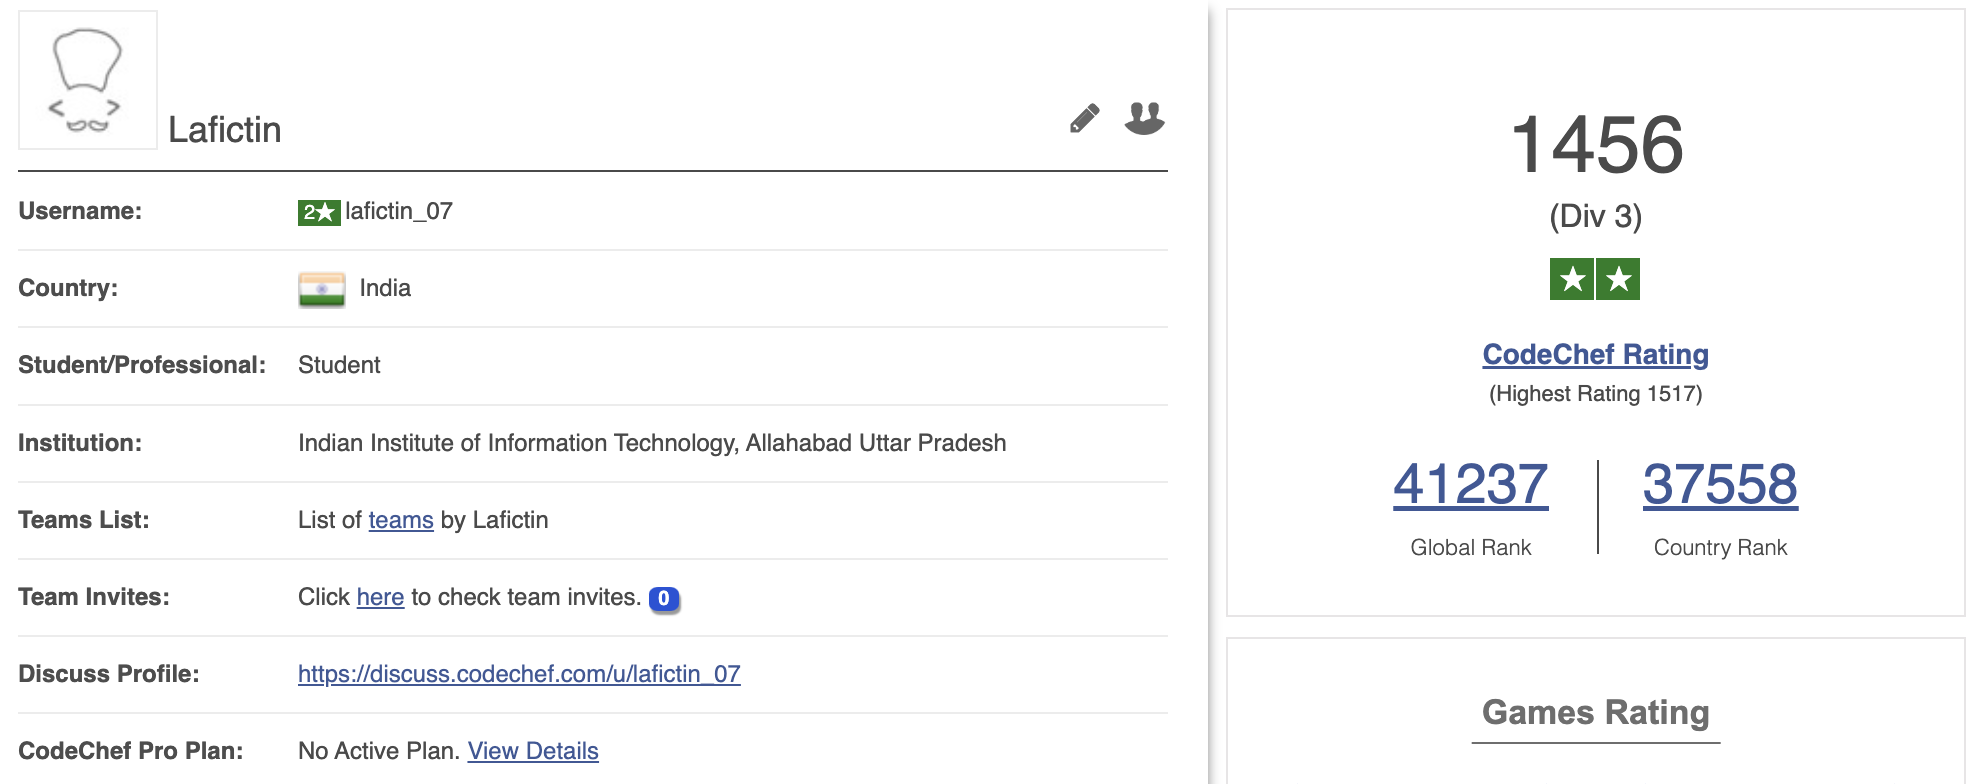 Lafictin
Username: 2★ lafictin_07
Country: India
Student/Professional: Student
Institution: Indian Institute of Information Technology, Allahabad Uttar Pradesh
Teams List: List of teams by Lafictin
Team Invites: Click here to check team invites. 0
Discuss Profile: https://discuss.codechef.com/u/lafictin_07
CodeChef Pro Plan: No Active Plan. View Details
1456
(Div 3)
★★
CodeChef Rating
(Highest Rating 1517)
41237 37558
Global Rank Country Rank
Games Rating